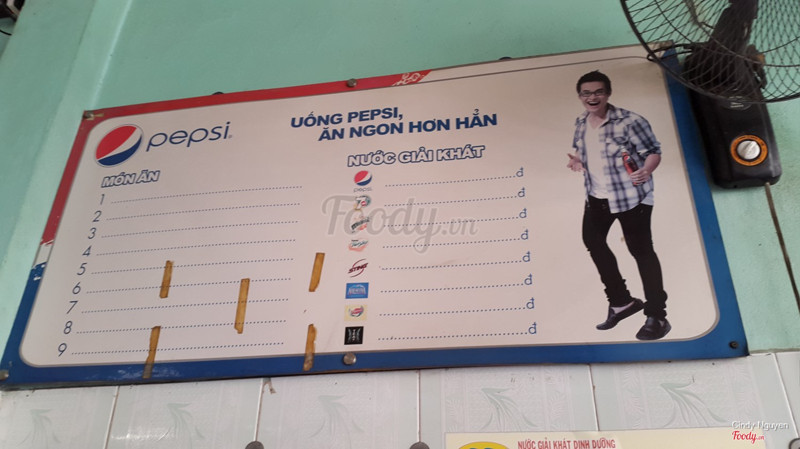 pepsi
UỐNG PEPSI,
ĂN NGON HƠN HẲN
MÓN ĂN
1
2
3
4
5
6
7
8
9
NƯỚC GIẢI KHÁT
đ
đ
đ
đ
đ
đ
đ
đ
Foody.vn
NƯỚC GIẢI KHÁT DINH DƯỠNG
Cindy Nguyen
Foody.vn